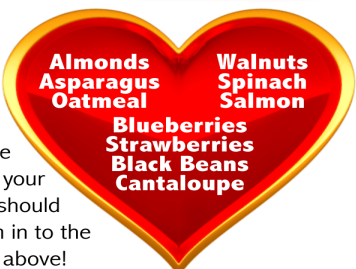 Almonds
Asparagus
Oatmeal
Walnuts
Spinach
Salmon
Blueberries
Strawberries
Black Beans
Cantaloupe
your
should
in to the
above!